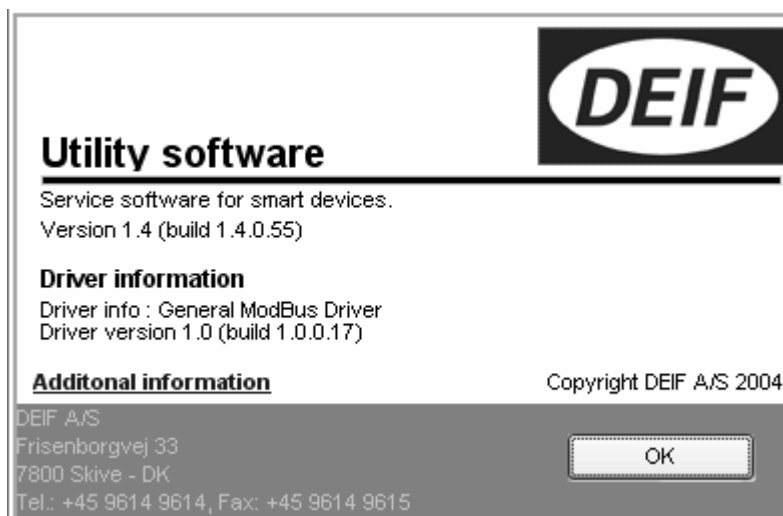 DEIF
Utility software
Service software for smart devices.
Version 1.4 (build 1.4.0.55)
Driver information
Driver info : General ModBus Driver
Driver version 1.0 (build 1.0.0.17)
Additonal information
Copyright DEIF A/S 2004
DEIF A/S
Frisenborgvej 33
7800 Skive - DK
Tel.: +45 9614 9614, Fax: +45 9614 9615
OK